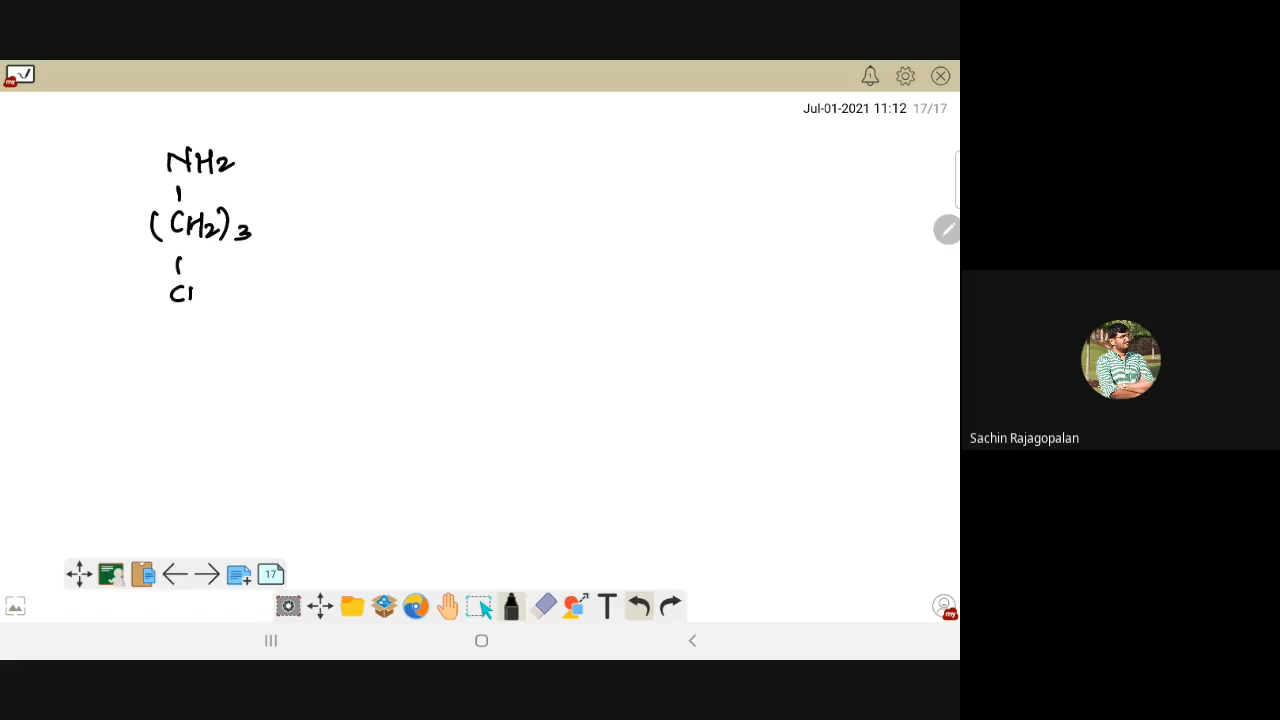 Jul-01-2021 11:12 17/17
NH2
(CH2)3
Cl
Sachin Rajagopalan
17